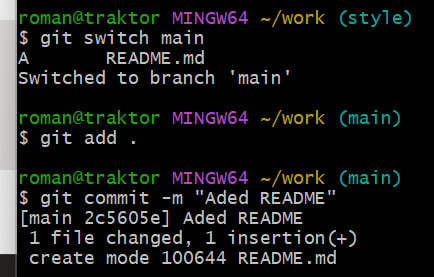 roman@traktor MINGW64 ~/work (style)
$ git switch main
A       README.md
Switched to branch 'main'
roman@traktor MINGW64 ~/work (main)
$ git add .
roman@traktor MINGW64 ~/work (main)
$ git commit -m "Aded README"
[main 2c5605e] Aded README
 1 file changed, 1 insertion(+)
 create mode 100644 README.md